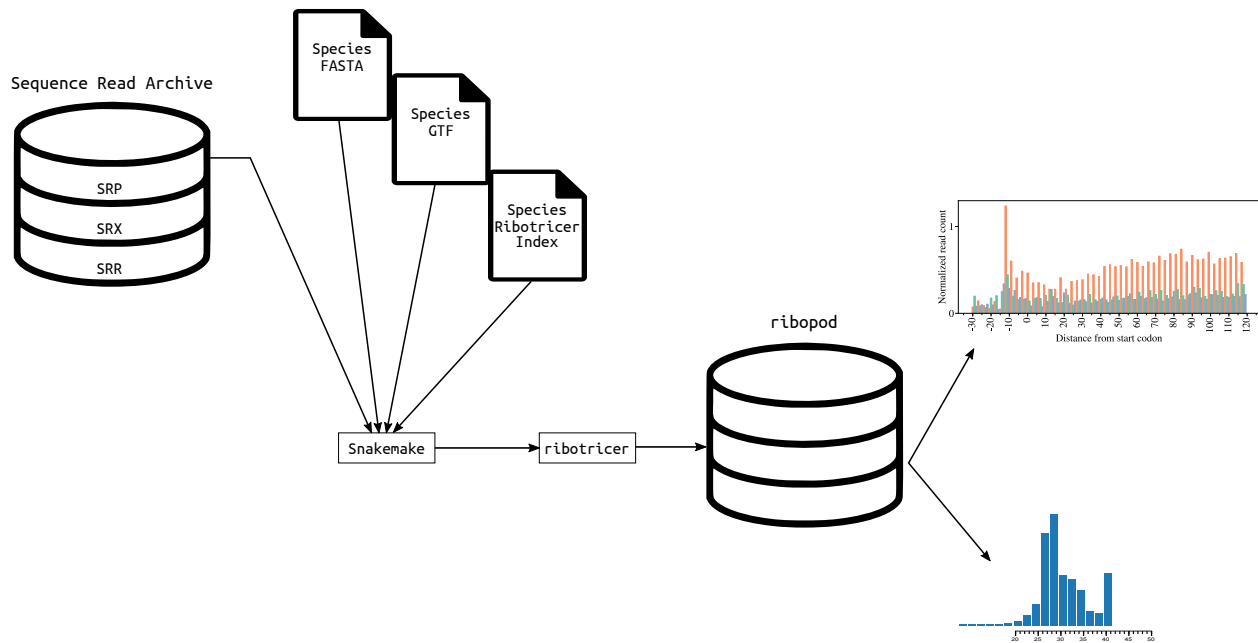 Sequence Read Archive
SRP
SRX
SRR
Species
FASTA
Species
GTF
Species
Ribotricer
Index
Snakemake
ribotricer
ribopod
Normalized read count
1
0
-30
-20
-10
0
10
20
30
40
50
60
70
80
90
100
110
120
Distance from start codon
20
25
30
35
40
45
50